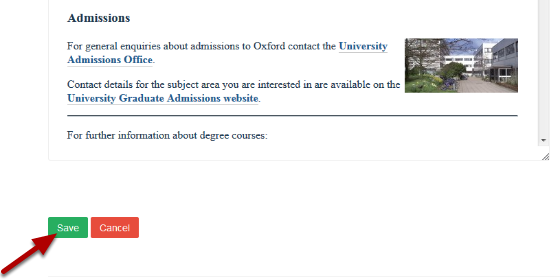 Admissions
For general enquiries about admissions to Oxford contact the University
Admissions Office.
Contact details for the subject area you are interested in are available on the
University Graduate Admissions website.
For further information about degree courses:
Save Cancel